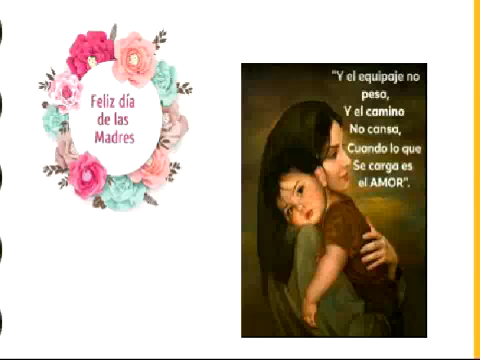 Feliz día
de las
Madres
"Y el equipaje no
pesa,
Y el camino
No cansa,
Cuando lo que
Se carga es
el AMOR".